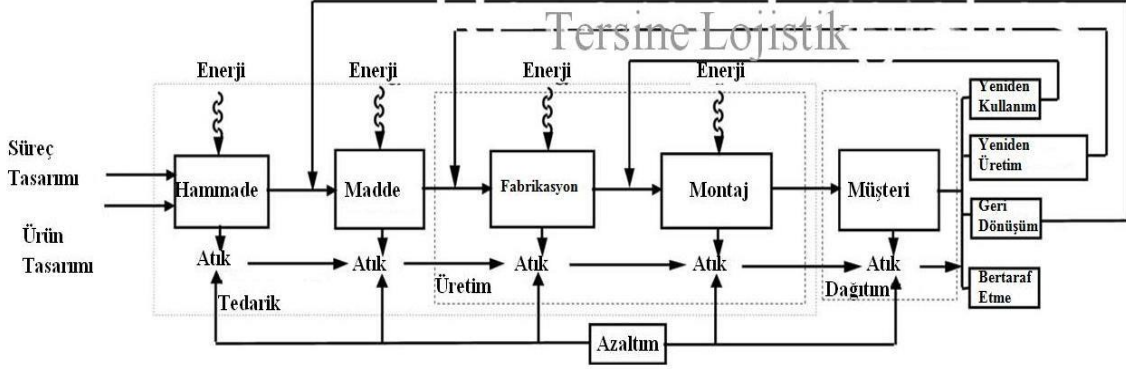 Tersine Lojistik
Enerji
Enerji
Enerji
Enerji
Yeniden
Kullanım
Süreç
Tasarımı
Yeniden
Üretim
Hammade
Madde
Fabrikasyon
Montaj
Müşteri
Geri
Dönüşüm
Ürün
Tasarımı
Atık
Atık
Atık
Atık
Atık
Bertaraf
Etme
Tedarik
Üretim
Dağıtım
Azaltım